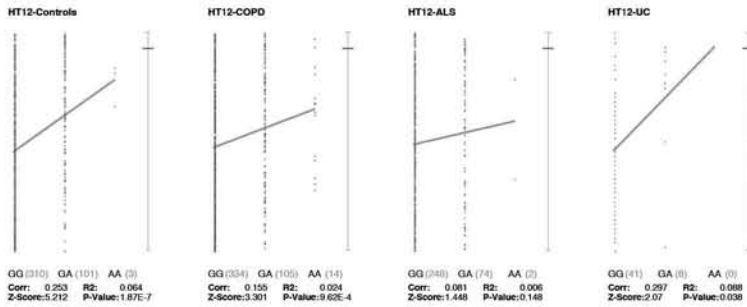 HT12-Controls HT12-COPD HT12-ALS HT12-UC
GG (310) GA (101) AA (3) GG (334) GA (105) AA (14) GG (248) GA (74) AA (2) GG (41) GA (8) AA (0)
Corr: 0.253 R2: 0.064 Corr: 0.155 R2: 0.024 Corr: 0.081 R2: 0.006 Corr: 0.297 R2: 0.088
Z-Score: 5.212 P-Value: 1.87E-7 Z-Score: 3.301 P-Value: 9.62E-4 Z-Score: 1.448 P-Value: 0.148 Z-Score: 2.07 P-Value: 0.038